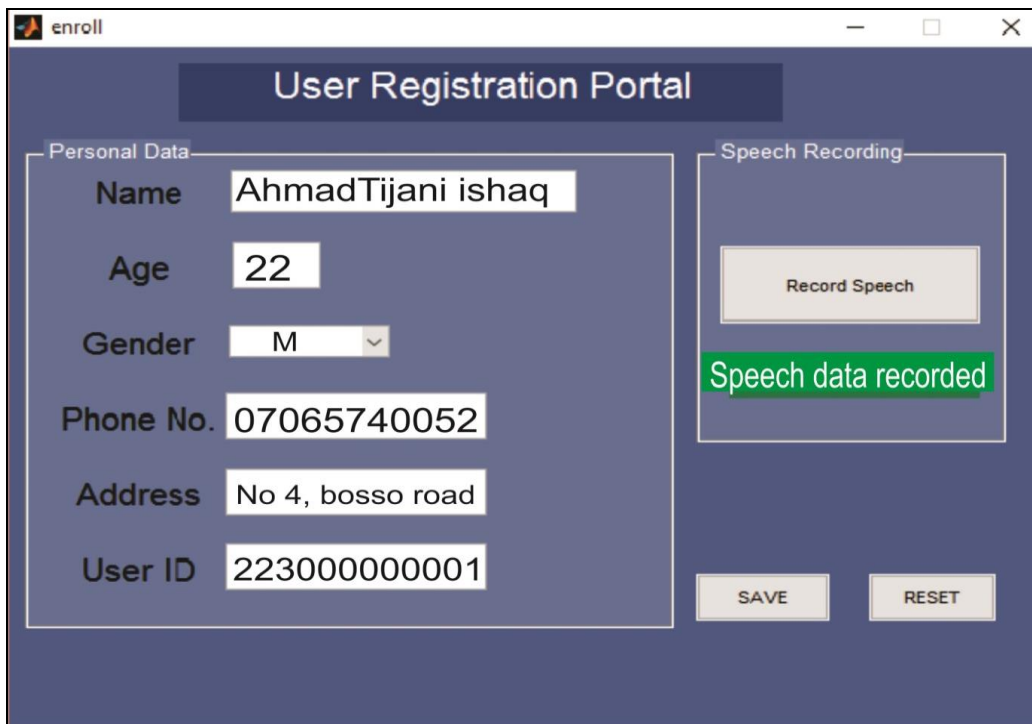 enroll
User Registration Portal
Personal Data
Name AhmadTijani ishaq
Age 22
Gender M
Phone No. 07065740052
Address No 4, bosso road
User ID 223000000001
Speech Recording
Record Speech
Speech data recorded
SAVE RESET